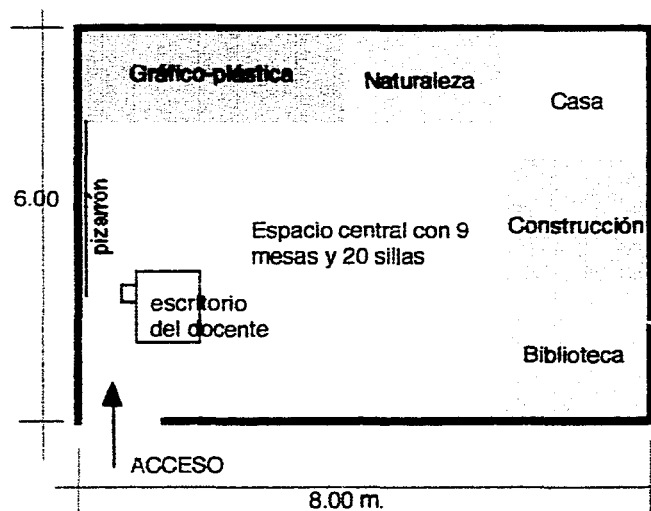 Gráfico-plástica
Naturaleza
Casa
6.00
pizarrón
Espacio central con 9
mesas y 20 sillas
Construcción
escritorio
del docente
Biblioteca
ACCESO
8.00 m.